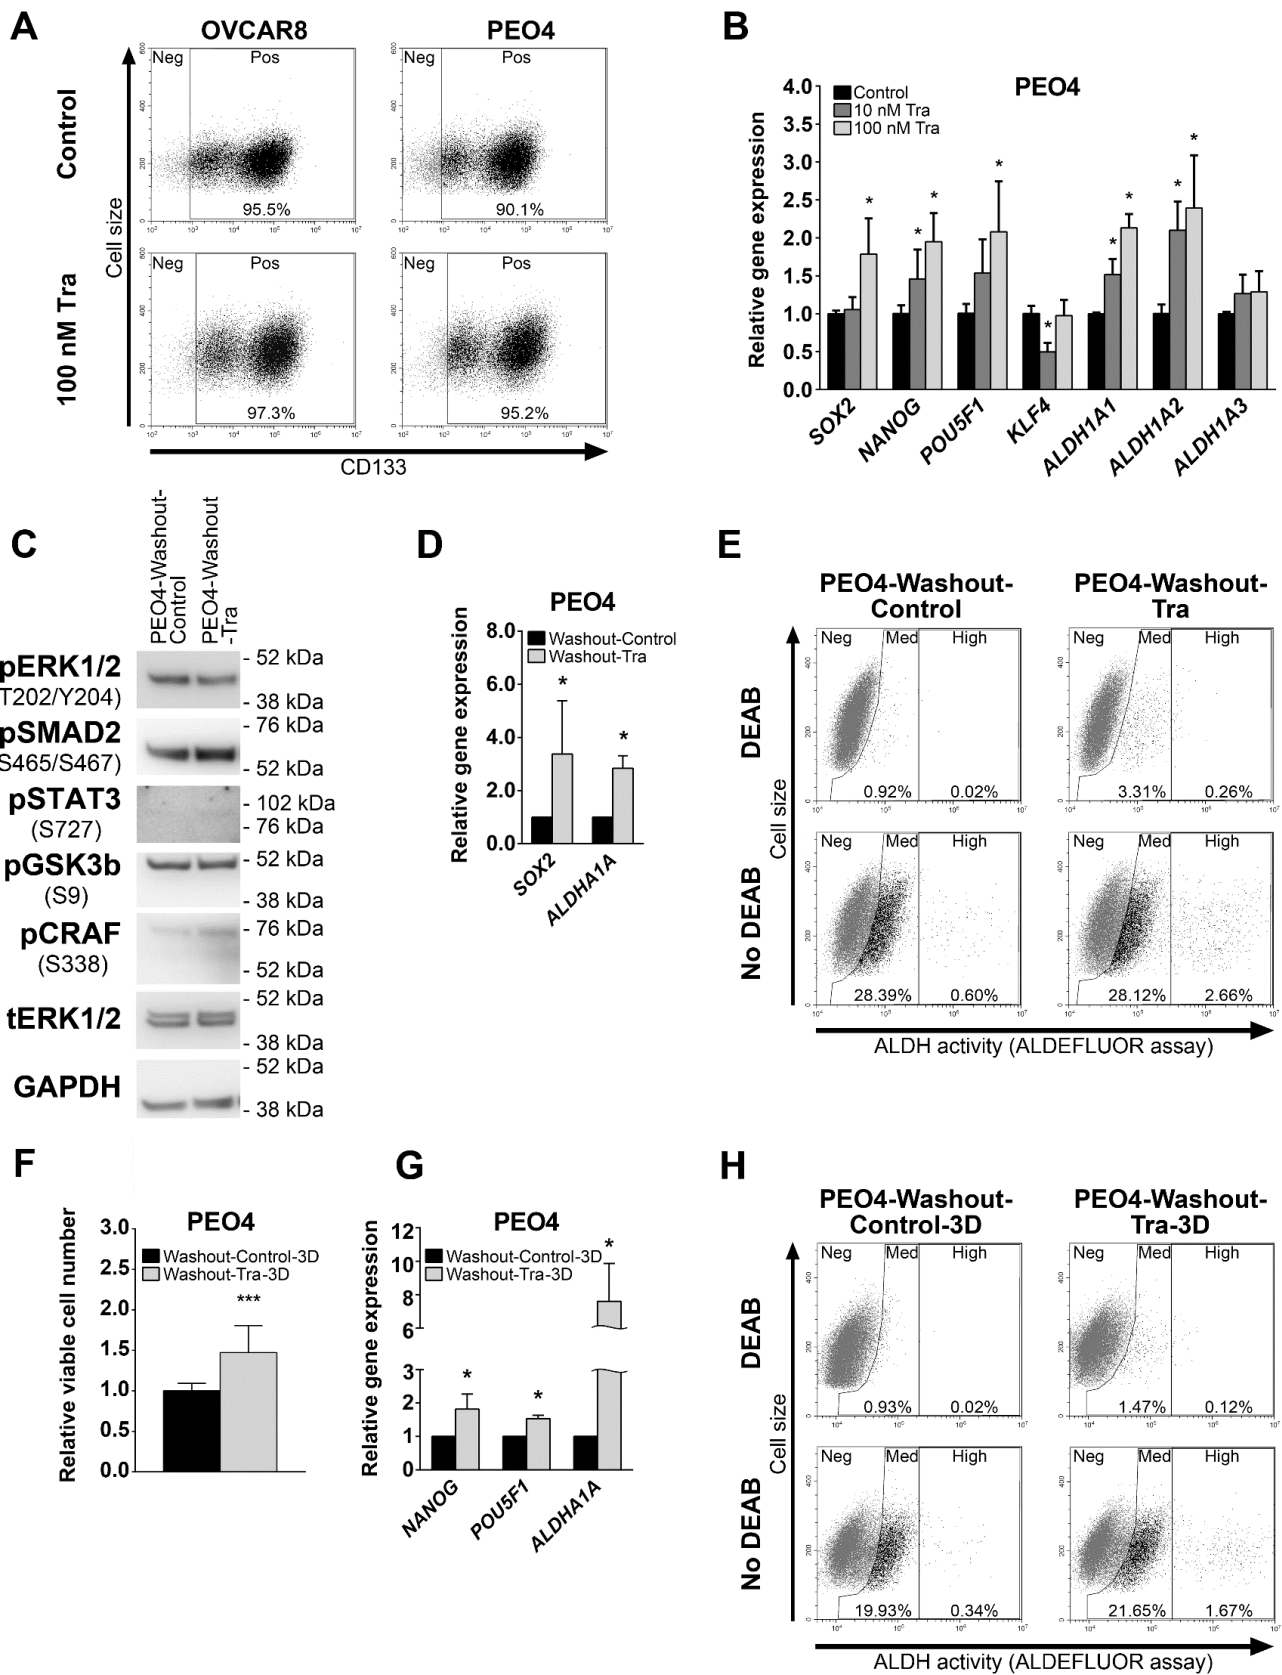 A
OVCAR8
PEO4
Control
100 nM Tra
Cell size
Neg
Pos
95.5%
Neg
Pos
90.1%
Neg
Pos
97.3%
Neg
Pos
95.2%
CD133
B
PEO4
Control
10 nM Tra
100 nM Tra
Relative gene expression
4.0
3.5
3.0
2.5
2.0
1.5
1.0
0.5
0.0
* * * * * * * * * *
SOX2
NANOG
POU5F1
KLF4
ALDH1A1
ALDH1A2
ALDH1A3
C
PEO4-Washout-
Control
PEO4-Washout
-Tra
pERK1/2
T202/Y204)
- 52 kDa
- 38 kDa
pSMAD2
S465/S467)
- 76 kDa
- 52 kDa
pSTAT3
(S727)
- 102 kDa
- 76 kDa
pGSK3b
(S9)
- 52 kDa
- 38 kDa
pCRAF
(S338)
- 76 kDa
- 52 kDa
tERK1/2
- 52 kDa
- 38 kDa
GAPDH
- 52 kDa
- 38 kDa
D
PEO4
Washout-Control
Washout-Tra
Relative gene expression
8.0
6.0
4.0
2.0
0.0
* *
SOX2
ALDHA1A
E
PEO4-Washout-
Control
PEO4-Washout-
Tra
DEAB
No DEAB
Cell size
Neg Med High
0.92% 0.02%
Neg Med High
3.31% 0.26%
Neg Med High
28.39% 0.60%
Neg Med High
28.12% 2.66%
ALDH activity (ALDEFLUOR assay)
F
PEO4
Washout-Control-3D
Washout-Tra-3D
Relative viable cell number
3.0
2.5
2.0
1.5
1.0
0.5
0.0
***
G
PEO4
Washout-Control-3D
Washout-Tra-3D
Relative gene expression
12
10
8
6
3
2
1
0
* * *
NANOG
POU5F1
ALDHA1A
H
PEO4-Washout-
Control-3D
PEO4-Washout-
Tra-3D
DEAB
No DEAB
Cell size
Neg Med High
0.93% 0.02%
Neg Med High
1.47% 0.12%
Neg Med High
19.93% 0.34%
Neg Med High
21.65% 1.67%
ALDH activity (ALDEFLUOR assay)